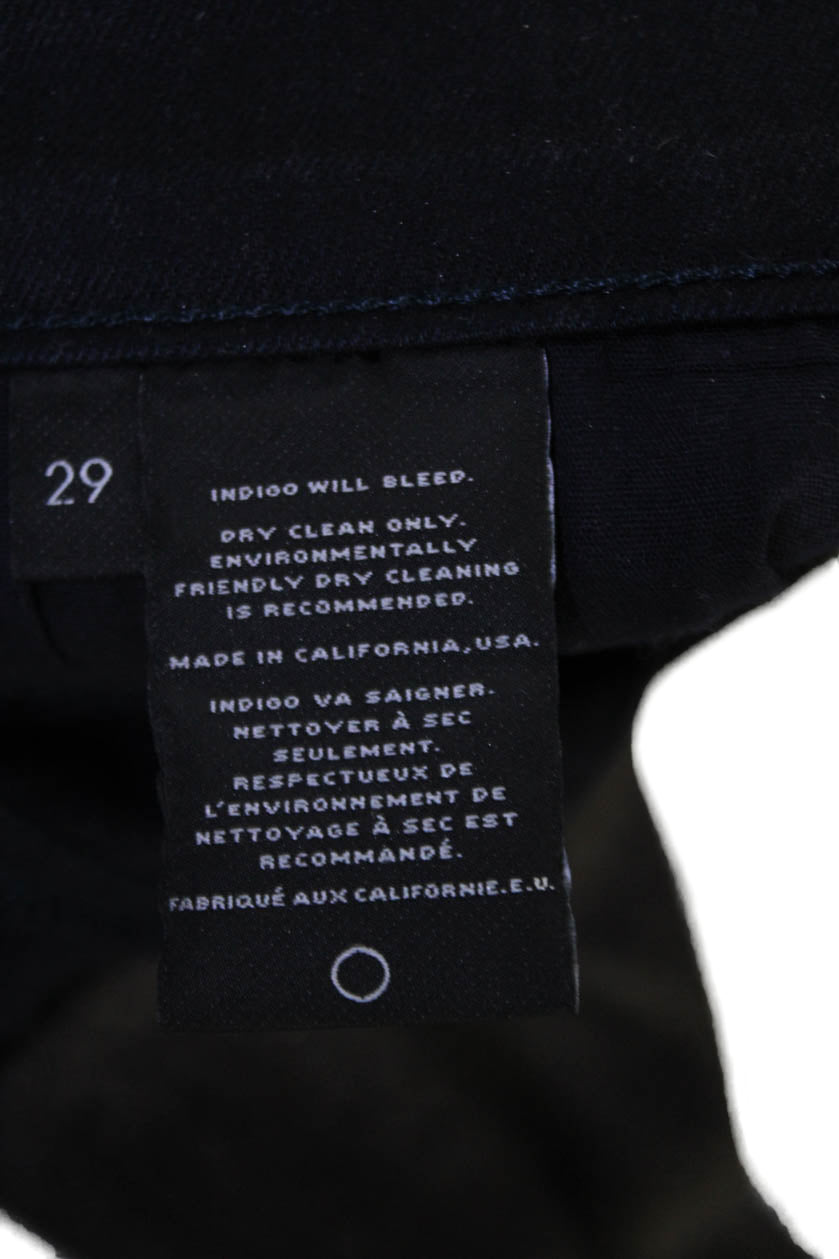 29
INDIGO WILL BLEED.
DRY CLEAN ONLY.
ENVIRONMENTALLY
FRIENDLY DRY CLEANING
IS RECOMMENDED.
MADE IN CALIFORNIA, USA.
INDIGO VA SAIGNER.
NETTOYER À SEC
SEULEMENT.
RESPECTUEUX DE
L'ENVIRONNEMENT DE
NETTOYAGE À SEC EST
RECOMMANDÉ.
FABRIQUÉ AUX CALIFORNIE.E.U.